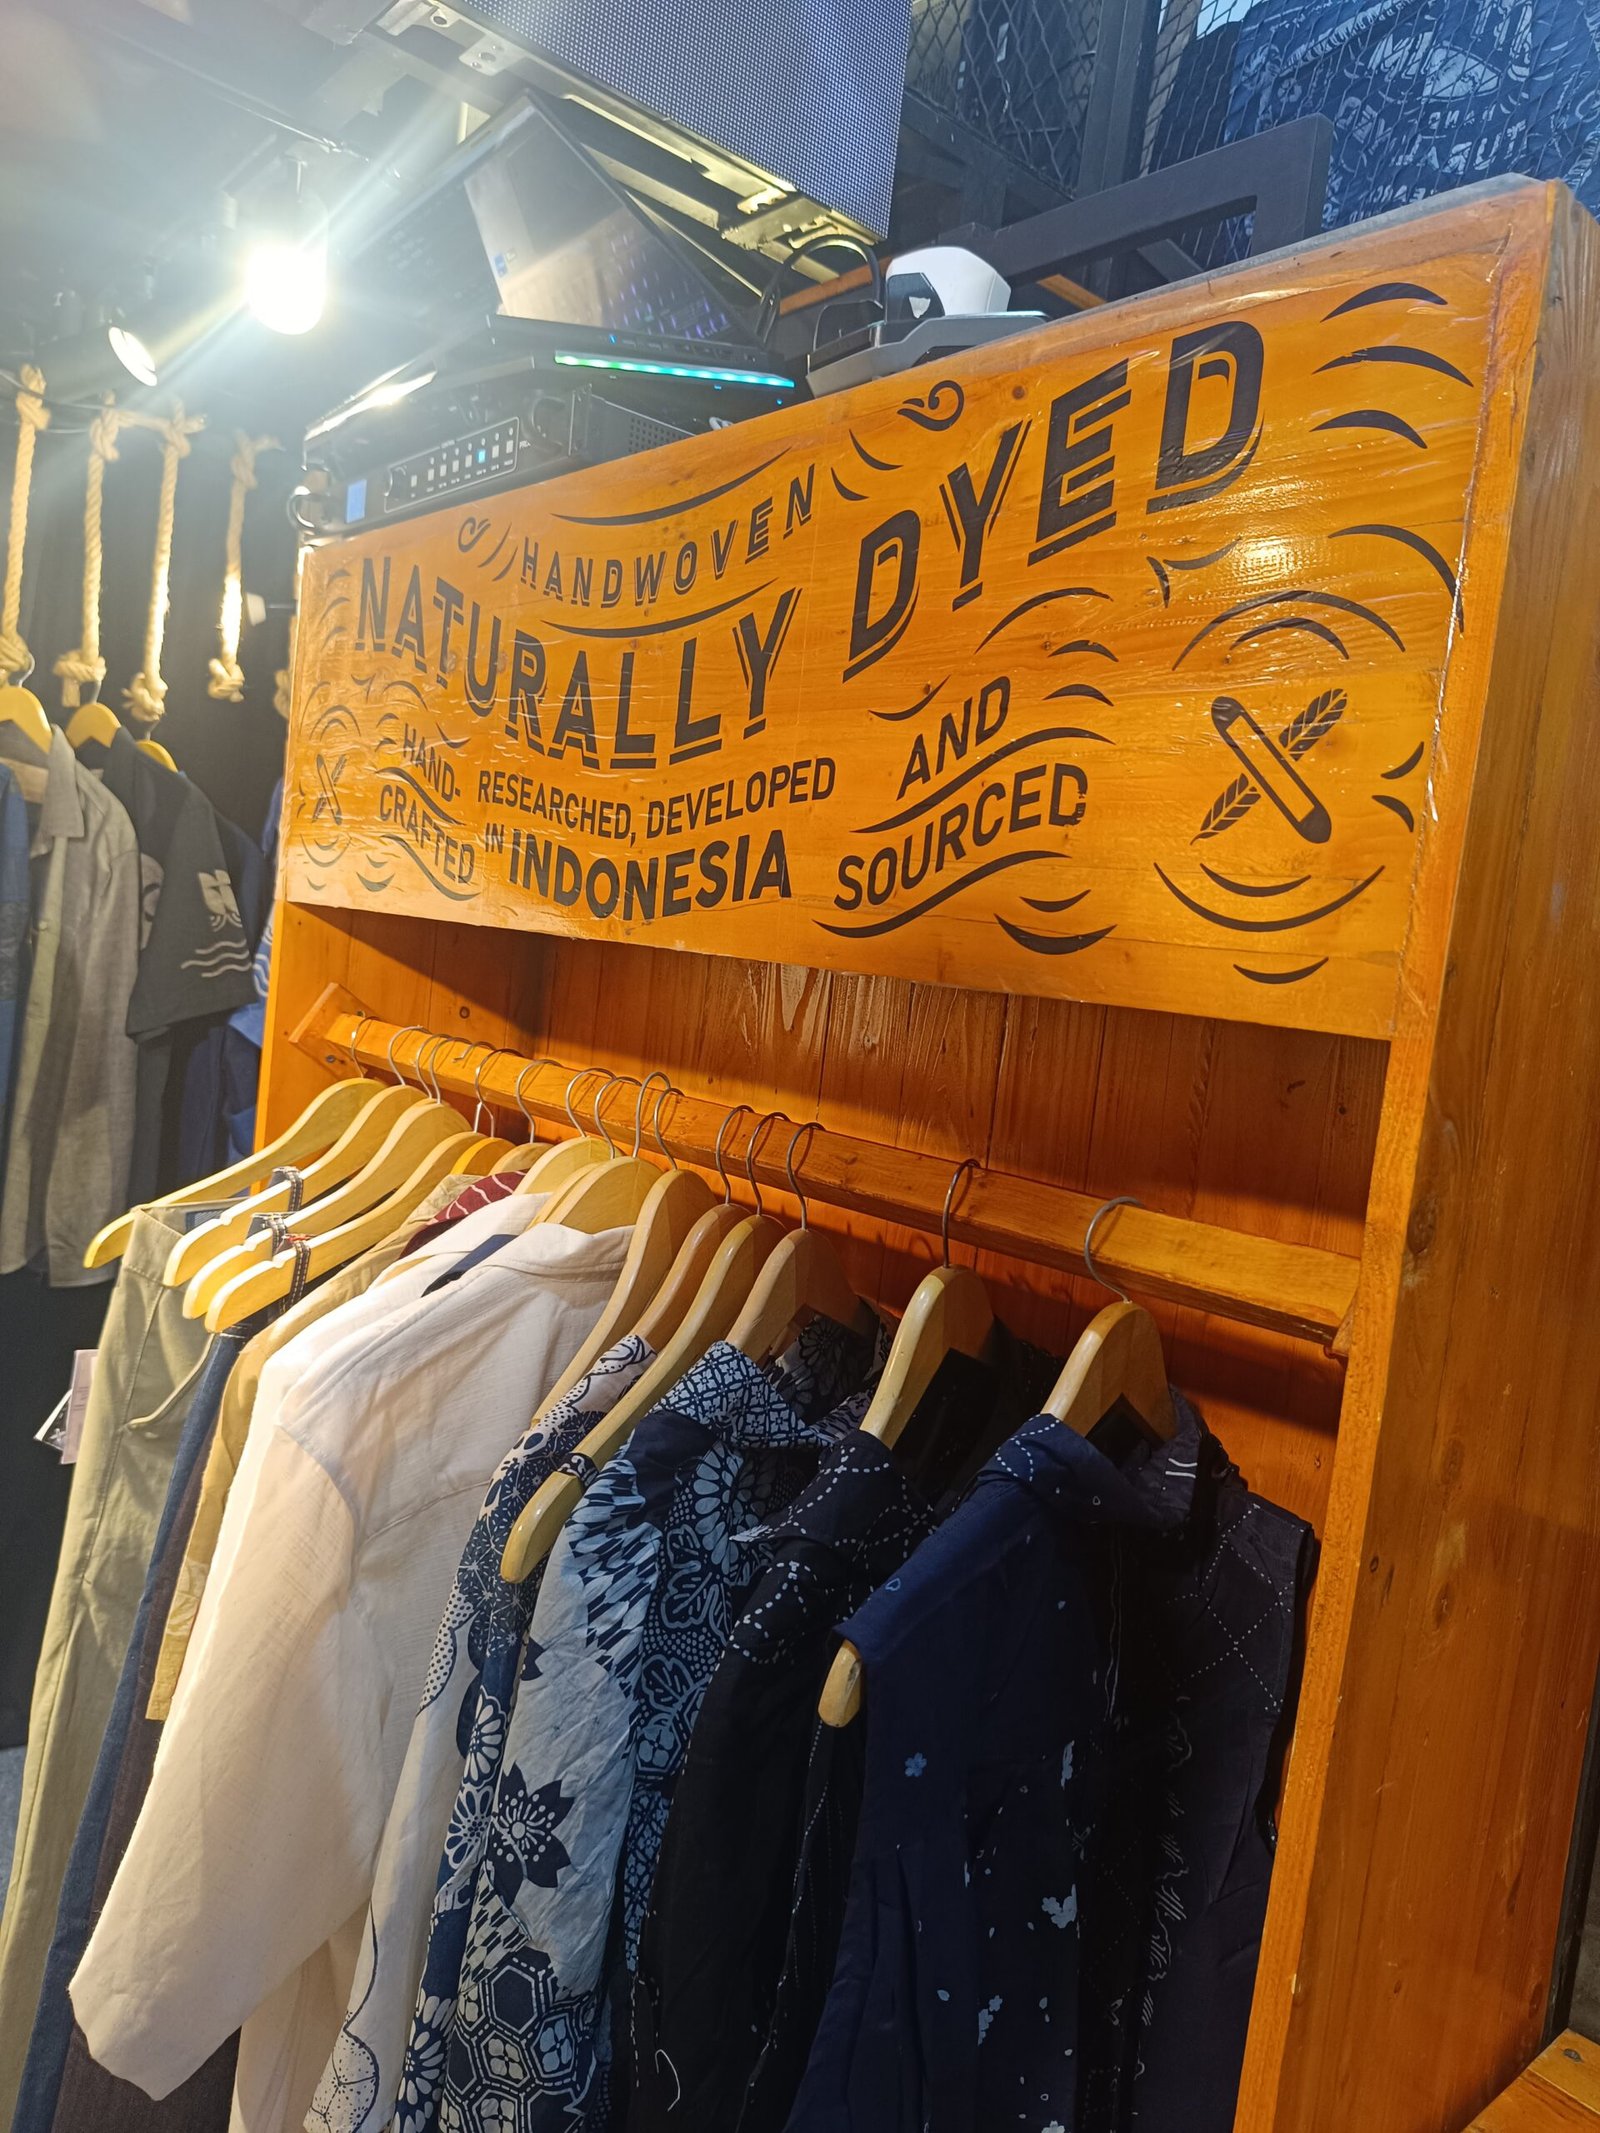 HANDWOVEN
NATURALLY DYED
HAND-
CRAFTED
RESEARCHED, DEVELOPED
IN INDONESIA
AND
SOURCED